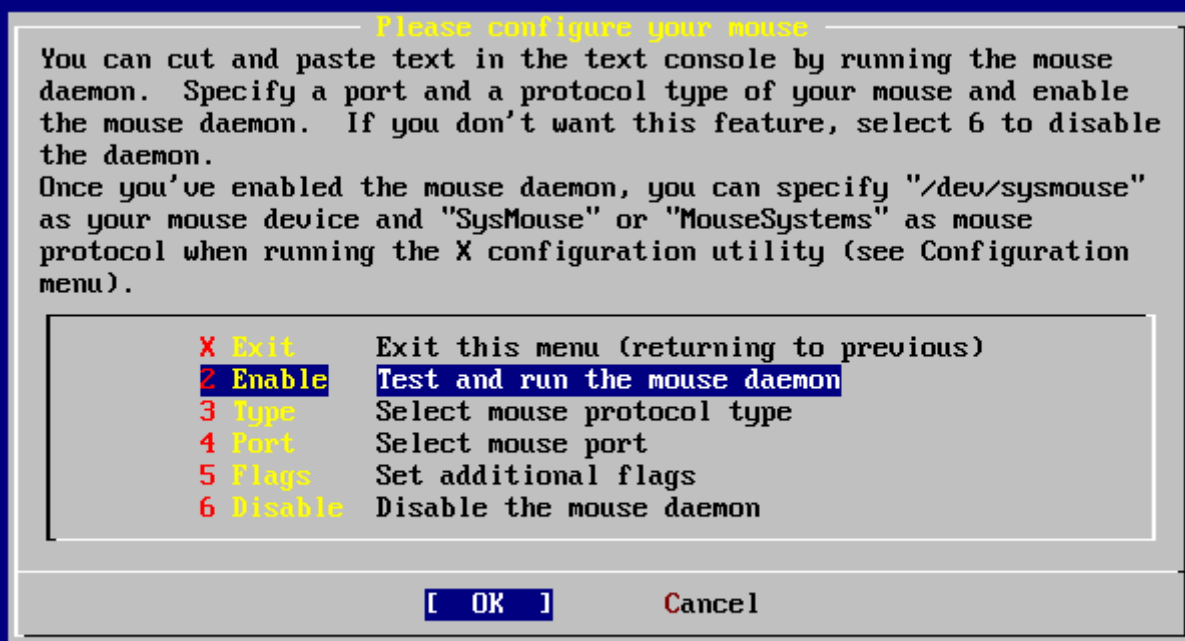 Please configure your mouse
You can cut and paste text in the text console by running the mouse
daemon.  Specify a port and a protocol type of your mouse and enable
the mouse daemon.  If you don't want this feature, select 6 to disable
the daemon.
Once you've enabled the mouse daemon, you can specify "/dev/sysmouse"
as your mouse device and "SysMouse" or "MouseSystems" as mouse
protocol when running the X configuration utility (see Configuration
menu).
X Exit     Exit this menu (returning to previous)
2 Enable   Test and run the mouse daemon
3 Type     Select mouse protocol type
4 Port     Select mouse port
5 Flags    Set additional flags
6 Disable  Disable the mouse daemon
[  OK  ]       Cancel